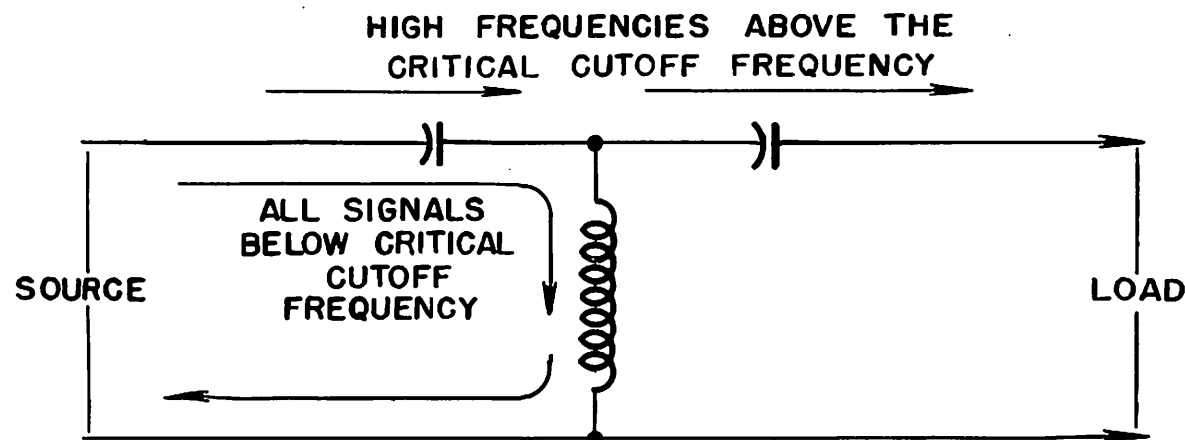 HIGH FREQUENCIES ABOVE THE
CRITICAL CUTOFF FREQUENCY
ALL SIGNALS
BELOW CRITICAL
CUTOFF
FREQUENCY
SOURCE
LOAD